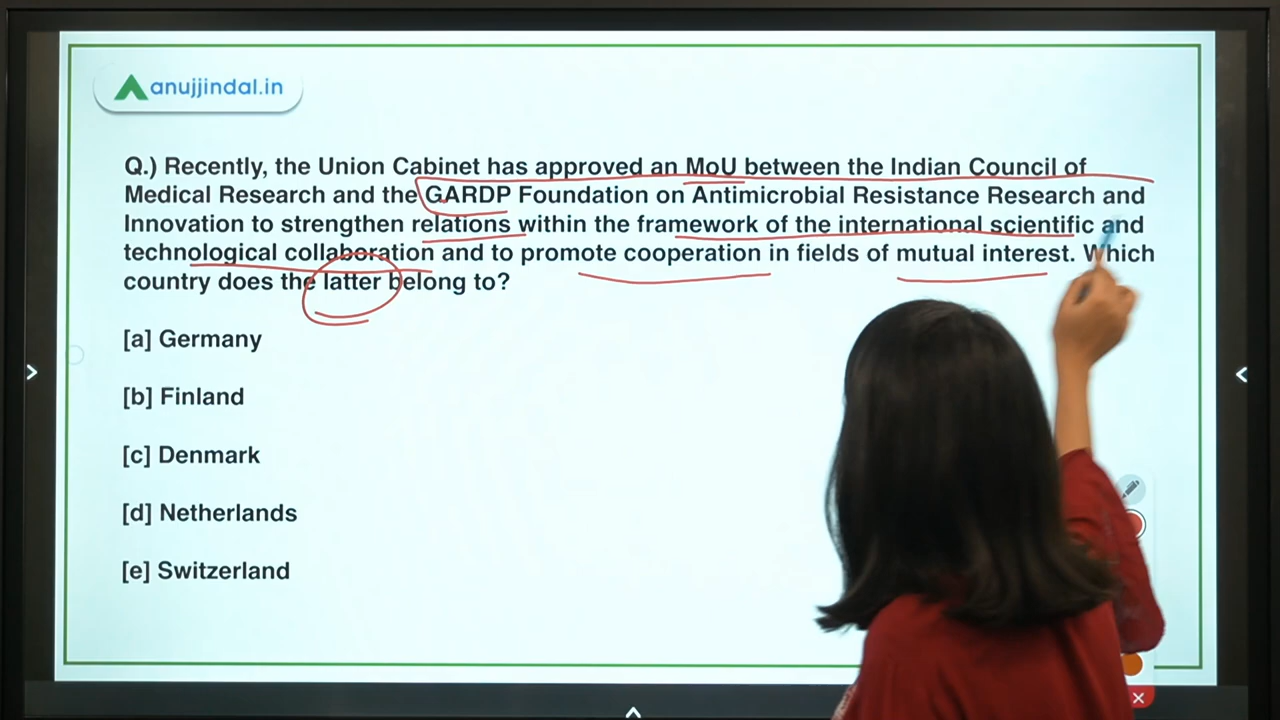 anujjindal.in
Q.) Recently, the Union Cabinet has approved an MoU between the Indian Council of
Medical Research and the GARDP Foundation on Antimicrobial Resistance Research and
Innovation to strengthen relations within the framework of the international scientific and
technological collaboration and to promote cooperation in fields of mutual interest. Which
country does the latter belong to?
[a] Germany
[b] Finland
[c] Denmark
[d] Netherlands
[e] Switzerland